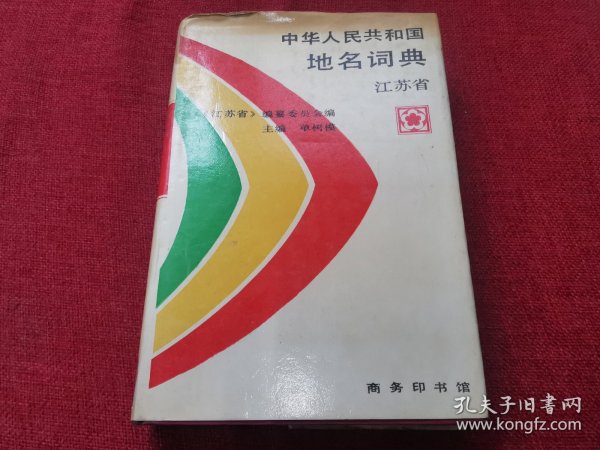 中华人民共和国
地名词典
江苏省
《江苏省》编纂委员会编
主编 单树模
商务印书馆
孔夫子旧书网
www.kongfz.com